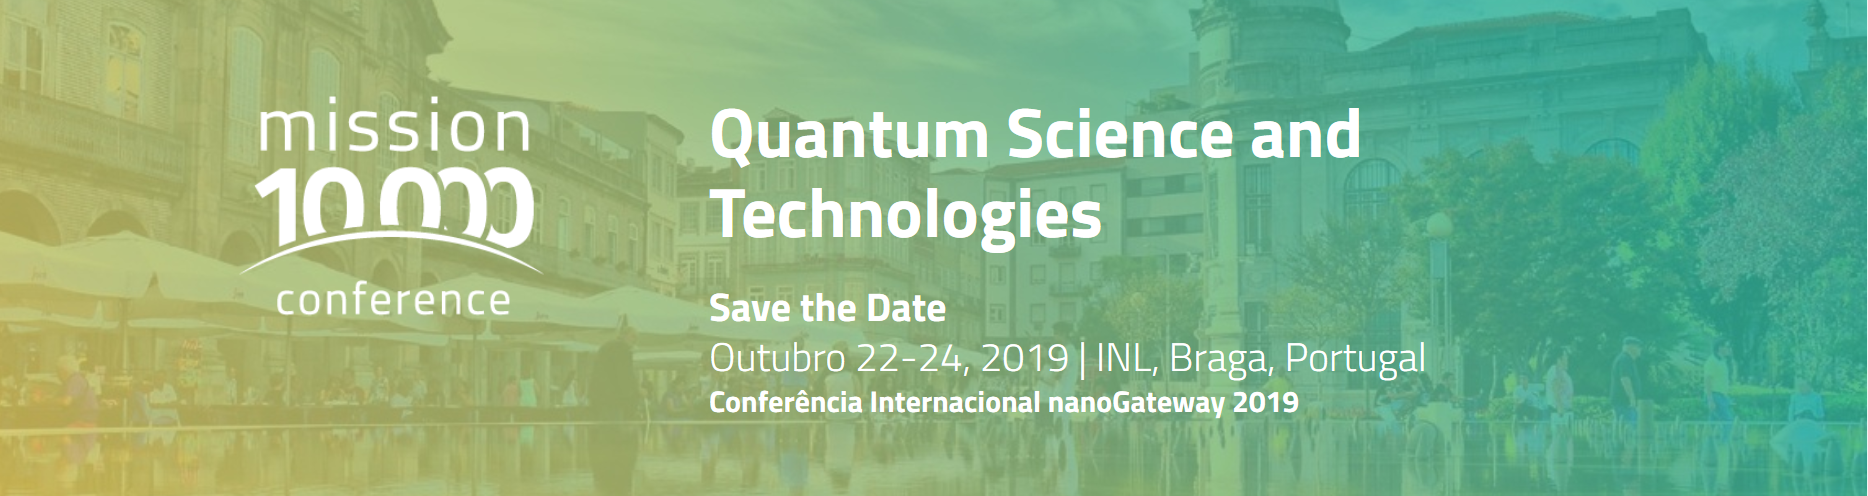 mission
10.000
conference
Quantum Science and
Technologies
Save the Date
Outubro 22-24, 2019 | INL, Braga, Portugal
Conferência Internacional nanoGateway 2019